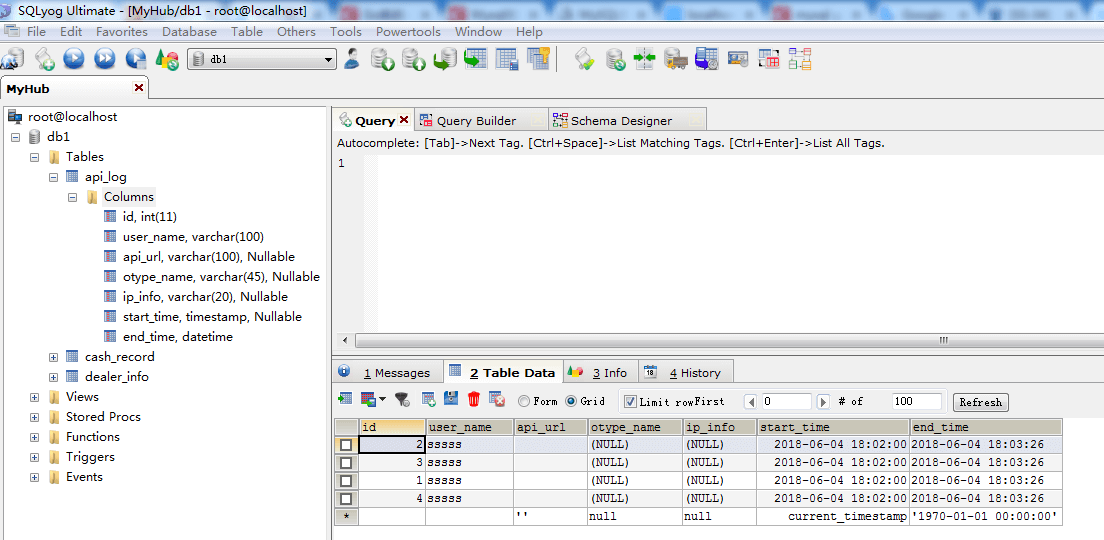 SQLyog Ultimate - [MyHub/db1 - root@localhost]
File Edit Favorites Database Table Others Tools Powertools Window Help
db1
MyHub
root@localhost
db1
Tables
api_log
Columns
id, int(11)
user_name, varchar(100)
api_url, varchar(100), Nullable
otype_name, varchar(45), Nullable
ip_info, varchar(20), Nullable
start_time, timestamp, Nullable
end_time, datetime
cash_record
dealer_info
Views
Stored Procs
Functions
Triggers
Events
Query Query Builder Schema Designer
Autocomplete: [Tab]->Next Tag. [Ctrl+Space]->List Matching Tags. [Ctrl+Enter]->List All Tags.
1
1 Messages 2 Table Data 3 Info 4 History
Form Grid Limit rowFirst 0 # of 100 Refresh
id user_name api_url otype_name ip_info start_time end_time
2 sssss (NULL) (NULL) 2018-06-04 18:02:00 2018-06-04 18:03:26
3 sssss (NULL) (NULL) 2018-06-04 18:02:00 2018-06-04 18:03:26
1 sssss (NULL) (NULL) 2018-06-04 18:02:00 2018-06-04 18:03:26
4 sssss (NULL) (NULL) 2018-06-04 18:02:00 2018-06-04 18:03:26
* '' null null current_timestamp '1970-01-01 00:00:00'